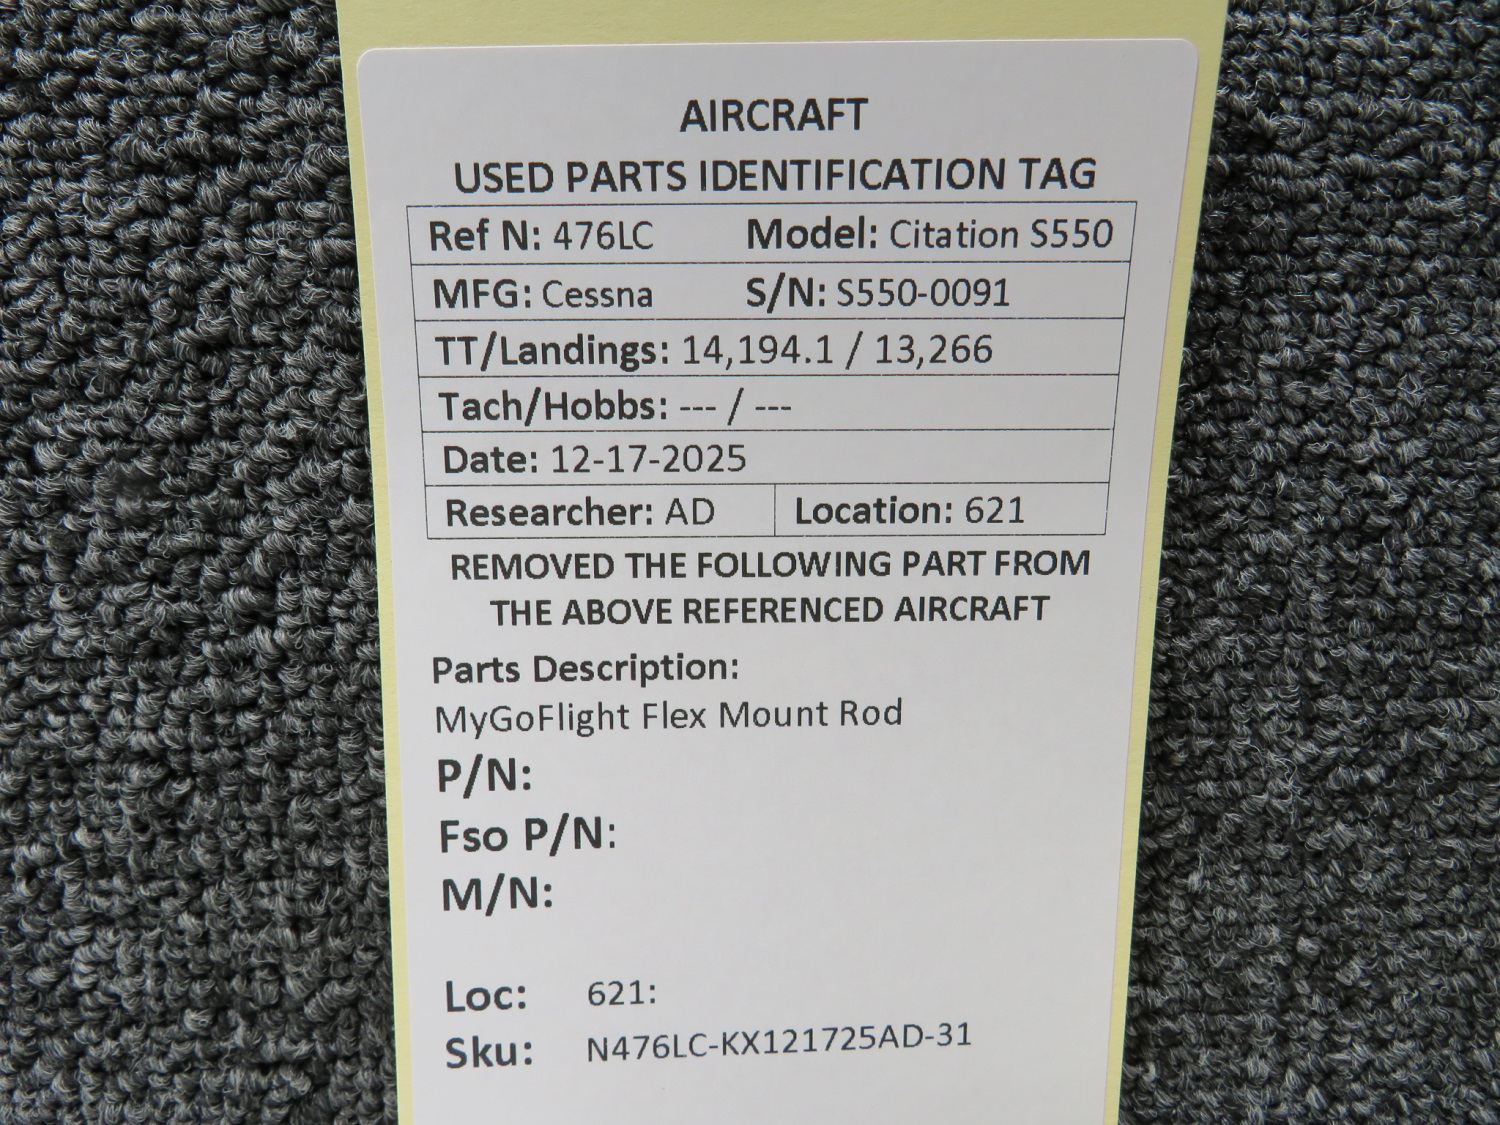 AIRCRAFT
USED PARTS IDENTIFICATION TAG
Ref N: 476LC Model: Citation S550
MFG: Cessna S/N: S550-0091
TT/Landings: 14,194.1 / 13,266
Tach/Hobbs: --- / ---
Date: 12-17-2025
Researcher: AD Location: 621
REMOVED THE FOLLOWING PART FROM
THE ABOVE REFERENCED AIRCRAFT
Parts Description:
MyGoFlight Flex Mount Rod
P/N:
Fso P/N:
M/N:
Loc: 621:
Sku: N476LC-KX121725AD-31